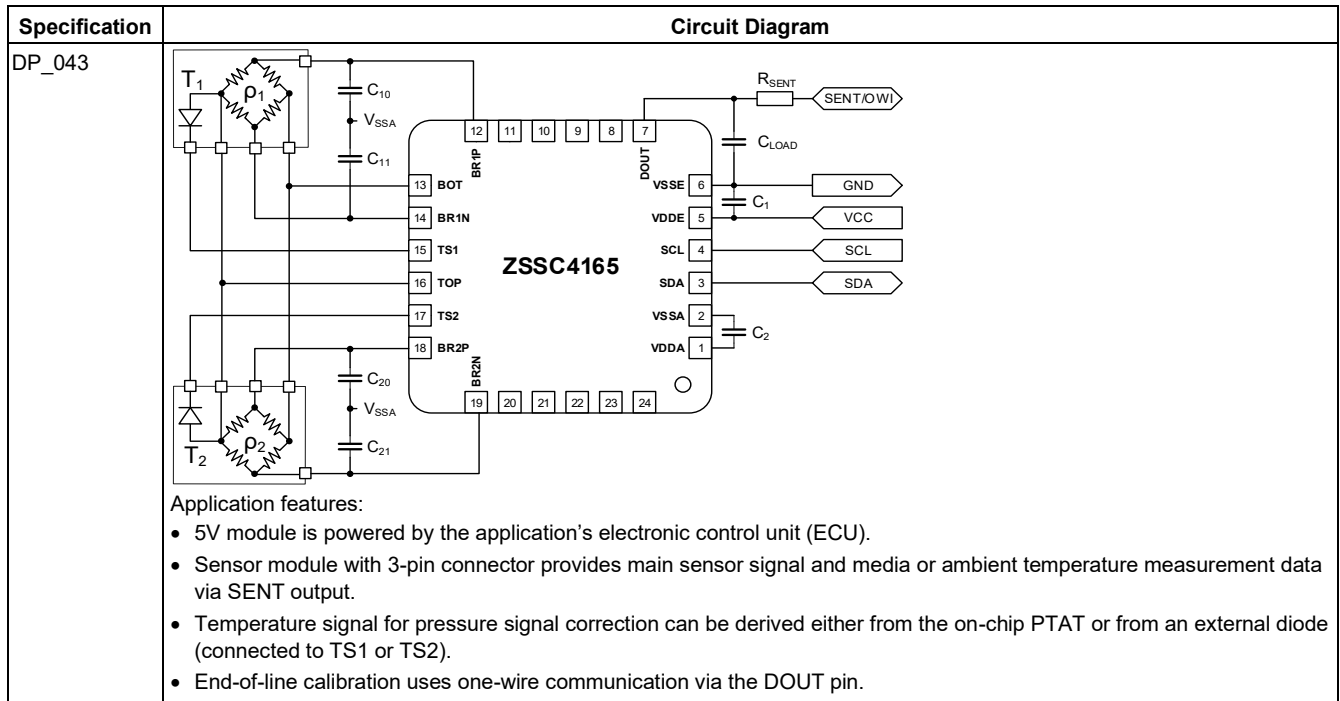 Specification
Circuit Diagram
DP_043
T1
ρ1
C10
VSSA
C11
RSENT
SENT/OWI
CLOAD
12 11 10 9 8 7
BR1P
DOUT
13 BOT
14 BR1N
15 TS1
16 TOP
17 TS2
18 BR2P
ZSSC4165
VSSE 6
VDDE 5
SCL 4
SDA 3
VSSA 2
VDDA 1
GND
C1
VCC
SCL
SDA
C2
BR2N
19 20 21 22 23 24
C20
VSSA
C21
T2
ρ2
Application features:
• 5V module is powered by the application’s electronic control unit (ECU).
• Sensor module with 3-pin connector provides main sensor signal and media or ambient temperature measurement data
via SENT output.
• Temperature signal for pressure signal correction can be derived either from the on-chip PTAT or from an external diode
(connected to TS1 or TS2).
• End-of-line calibration uses one-wire communication via the DOUT pin.